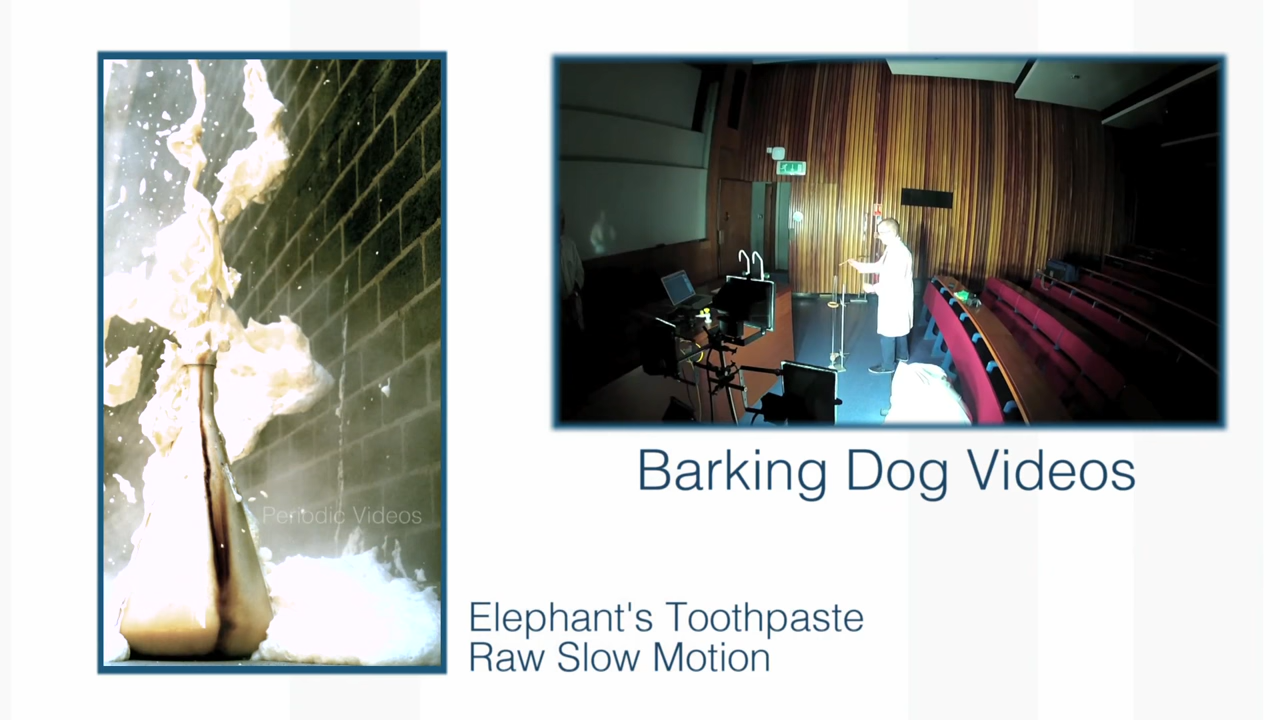 Periodic Videos
Barking Dog Videos
Elephant's Toothpaste
Raw Slow Motion